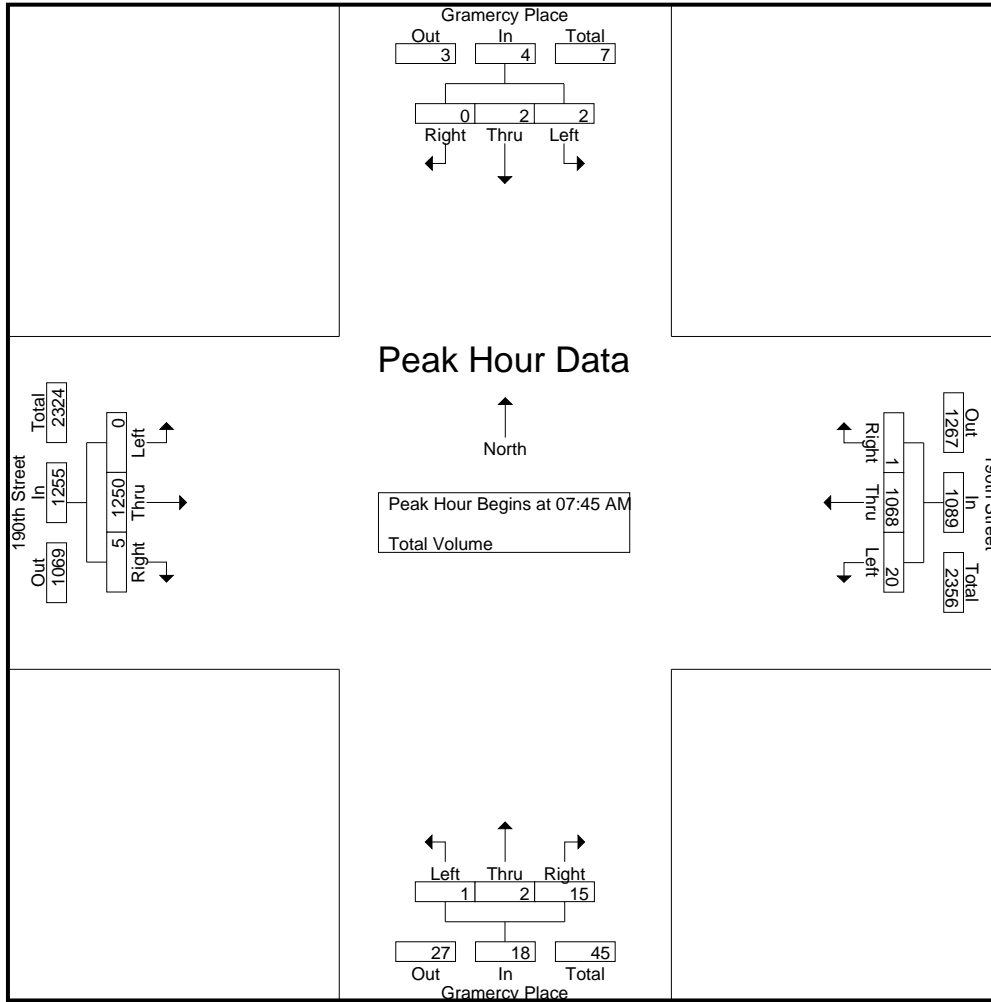 Gramercy Place
Out In Total
3 4 7
0 2 2
Right Thru Left
Peak Hour Data
North
Peak Hour Begins at 07:45 AM
Total Volume
190th Street
Total In Out
2324 1255 1069
0 1250 5
Left Thru Right
Right Thru Left
1 1068 20
Out In Total
1267 1089 2356
190th Street
Left Thru Right
1 2 15
27 18 45
Out In Total
Gramercy Place